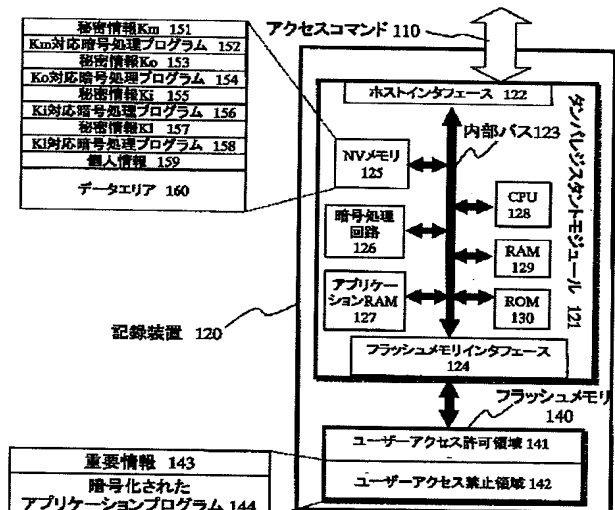 秘密情報Km 151
Km対応暗号処理プログラム 152
秘密情報Ko 153
Ko対応暗号処理プログラム 154
秘密情報Ki 155
Ki対応暗号処理プログラム 156
秘密情報Kl 157
Kl対応暗号処理プログラム 158
個人情報 159
データエリア 160
アクセスコマンド 110
ホストインタフェース 122
内部バス123
NVメモリ
125
暗号処理
回路
126
アプリケー
ションRAM
127
CPU
128
RAM
129
ROM
130
タンパレジスタントモジュール 121
フラッシュメモリインタフェース
124
記録装置 120
フラッシュメモリ
140
ユーザーアクセス許可領域 141
ユーザーアクセス禁止領域 142
重要情報 143
暗号化された
アプリケーションプログラム 144